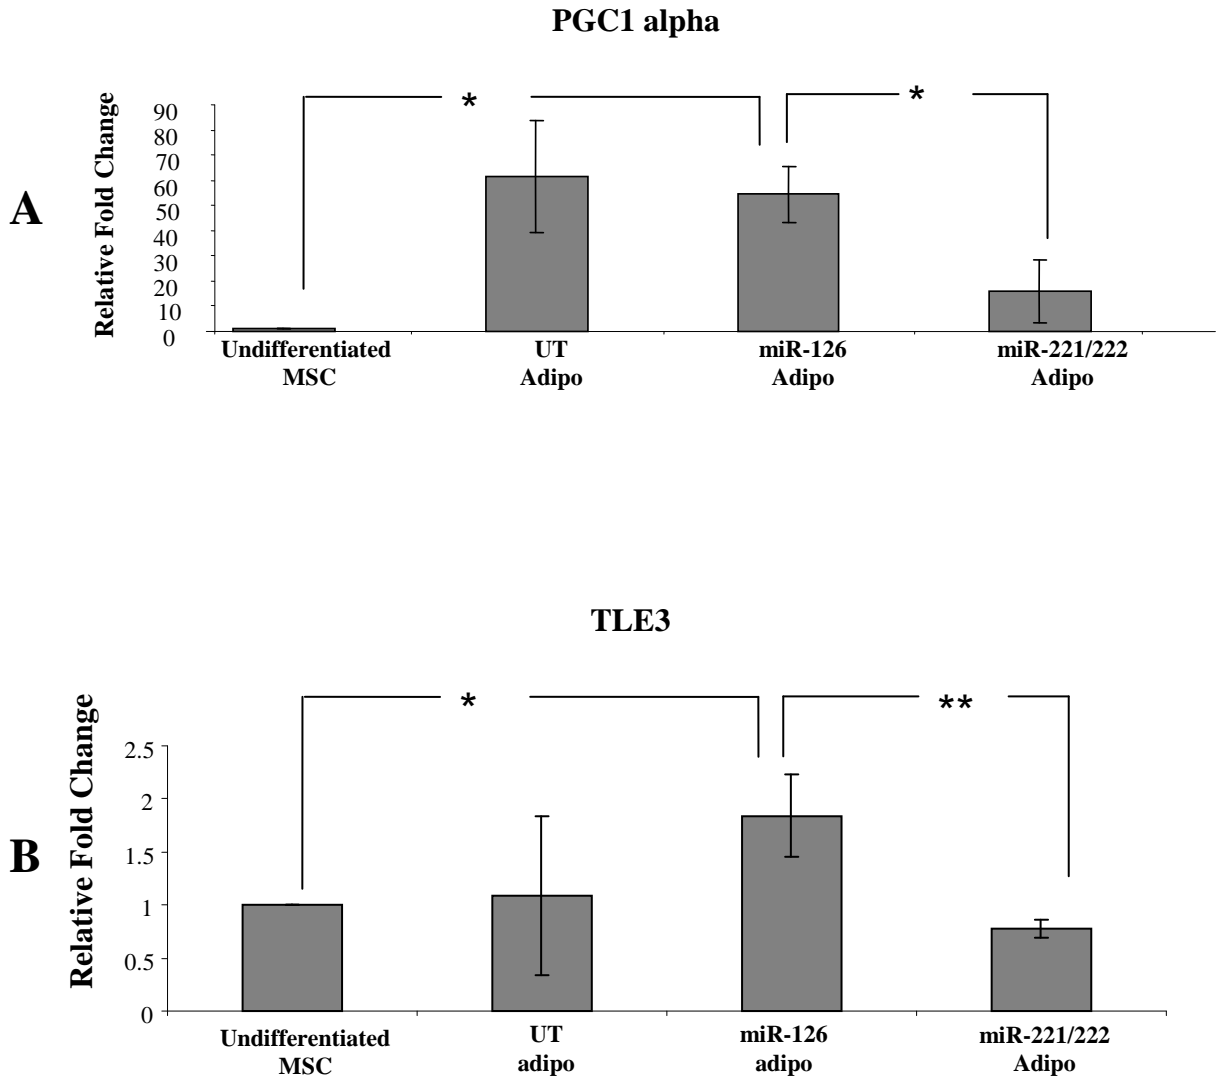 PGC1 alpha
A
Relative Fold Change
90
80
70
60
50
40
30
20
10
0
*
*
Undifferentiated
MSC
UT
Adipo
miR-126
Adipo
miR-221/222
Adipo
TLE3
B
Relative Fold Change
2.5
2
1.5
1
0.5
0
*
**
Undifferentiated
MSC
UT
adipo
miR-126
adipo
miR-221/222
Adipo